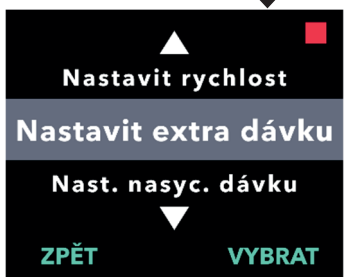 Nastavit rychlost
Nastavit extra dávku
Nast. nasyc. dávku
ZPĚT VYBRAT